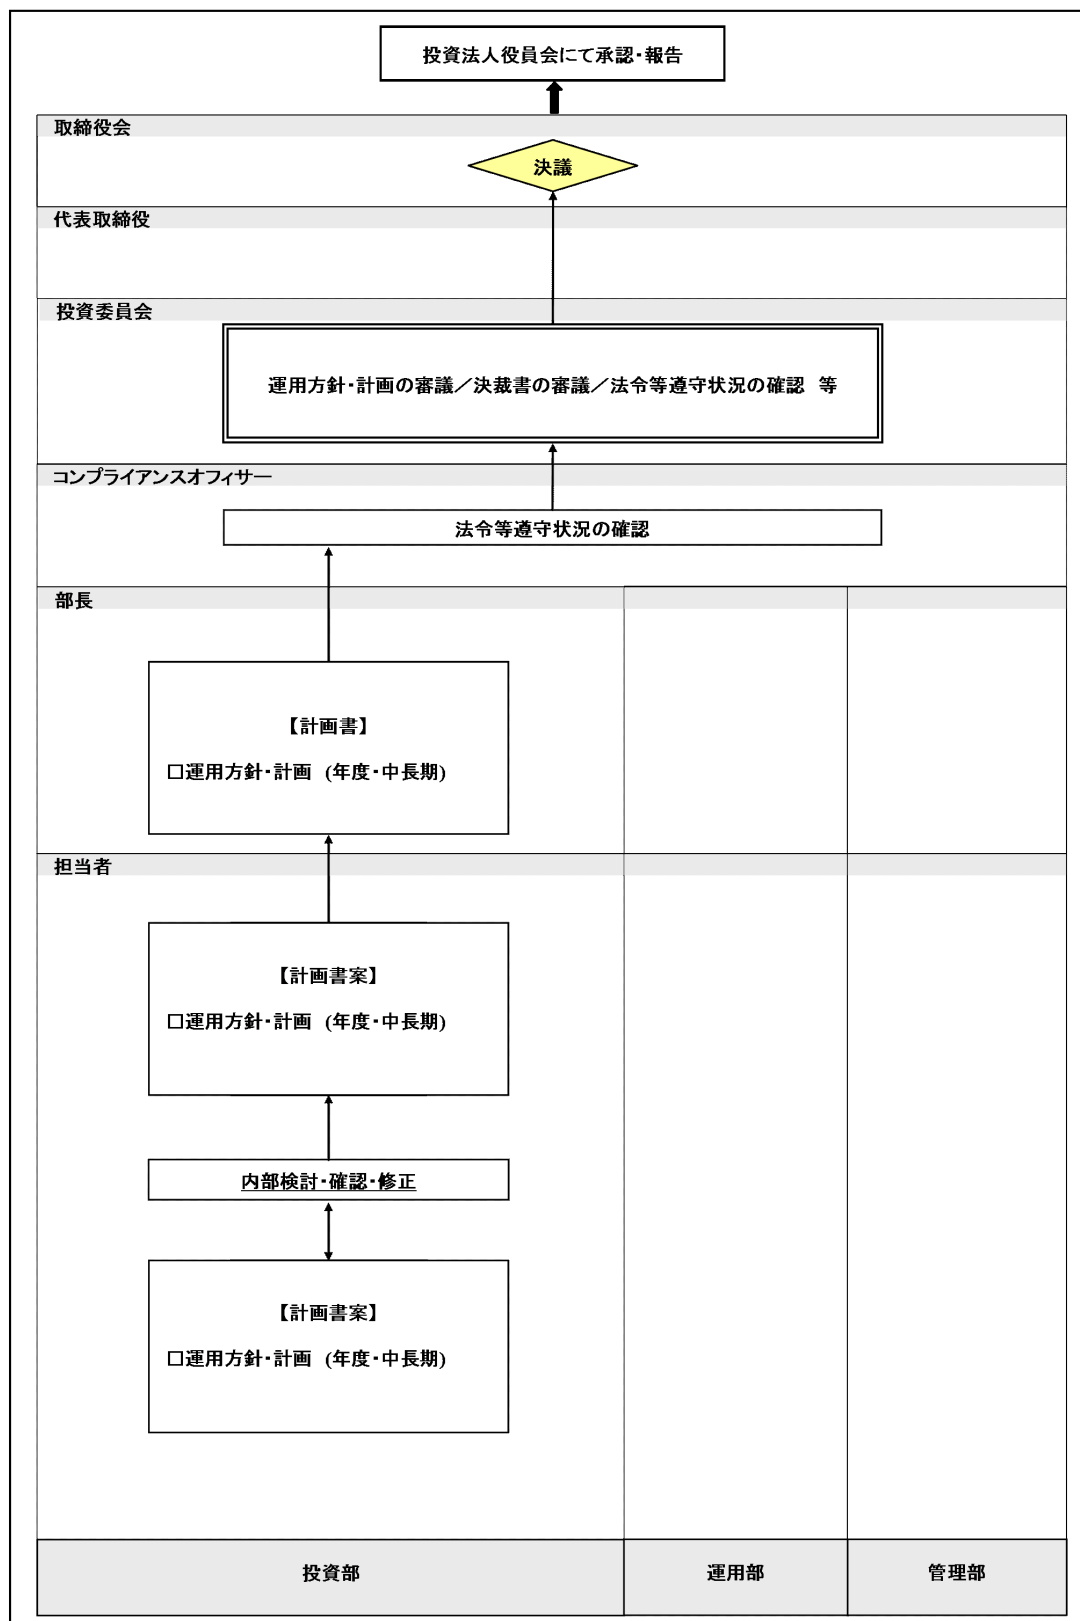 投資法人役員会にて承認・報告
取締役会
決議
代表取締役
投資委員会
運用方針・計画の審議／決裁書の審議／法令等遵守状況の確認　等
コンプライアンスオフィサー
法令等遵守状況の確認
部長
【計画書】
□運用方針・計画　(年度・中長期)
担当者
【計画書案】
□運用方針・計画　(年度・中長期)
内部検討・確認・修正
【計画書案】
□運用方針・計画　(年度・中長期)
投資部
運用部
管理部